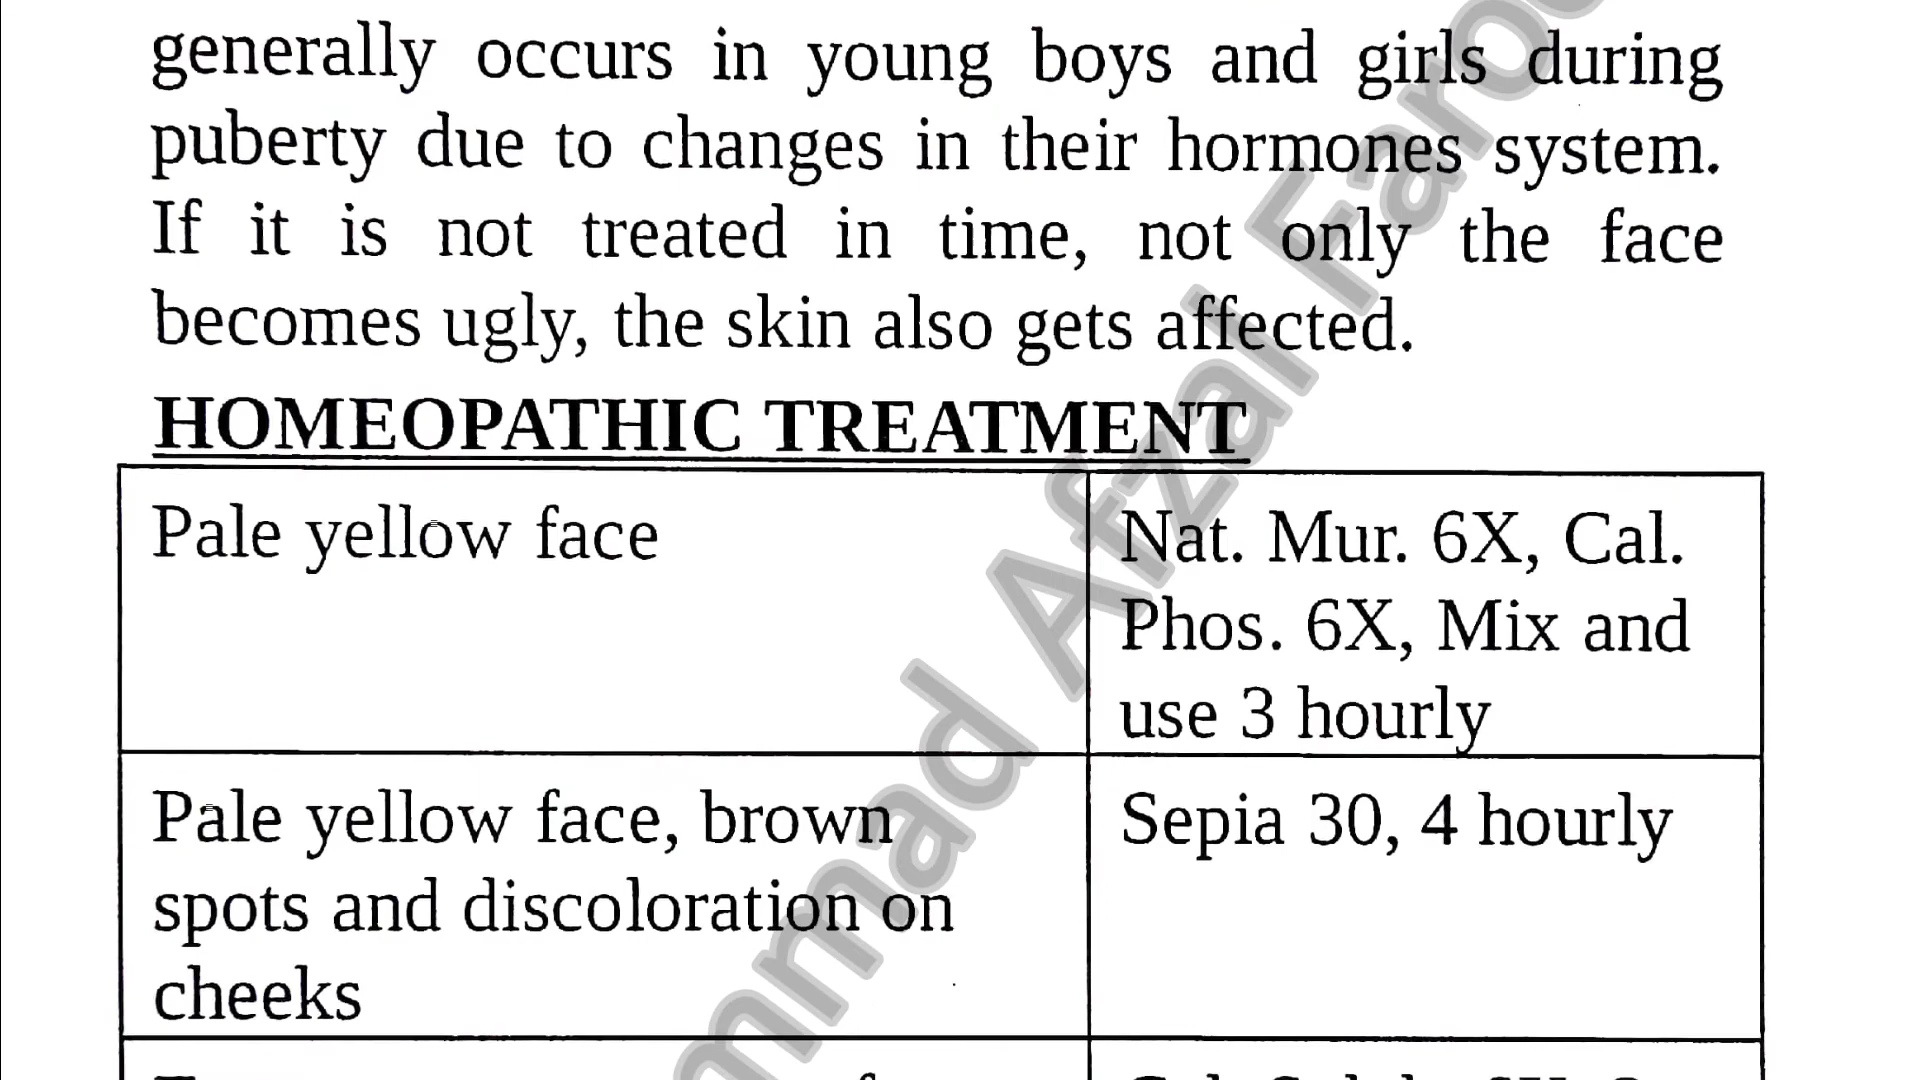 generally occurs in young boys and girls during
puberty due to changes in their hormones system.
If it is not treated in time, not only the face
becomes ugly, the skin also gets affected.
HOMEOPATHIC TREATMENT
Pale yellow face
Nat. Mur. 6X, Cal.
Phos. 6X, Mix and
use 3 hourly
Pale yellow face, brown
spots and discoloration on
cheeks
Sepia 30, 4 hourly
Afzal